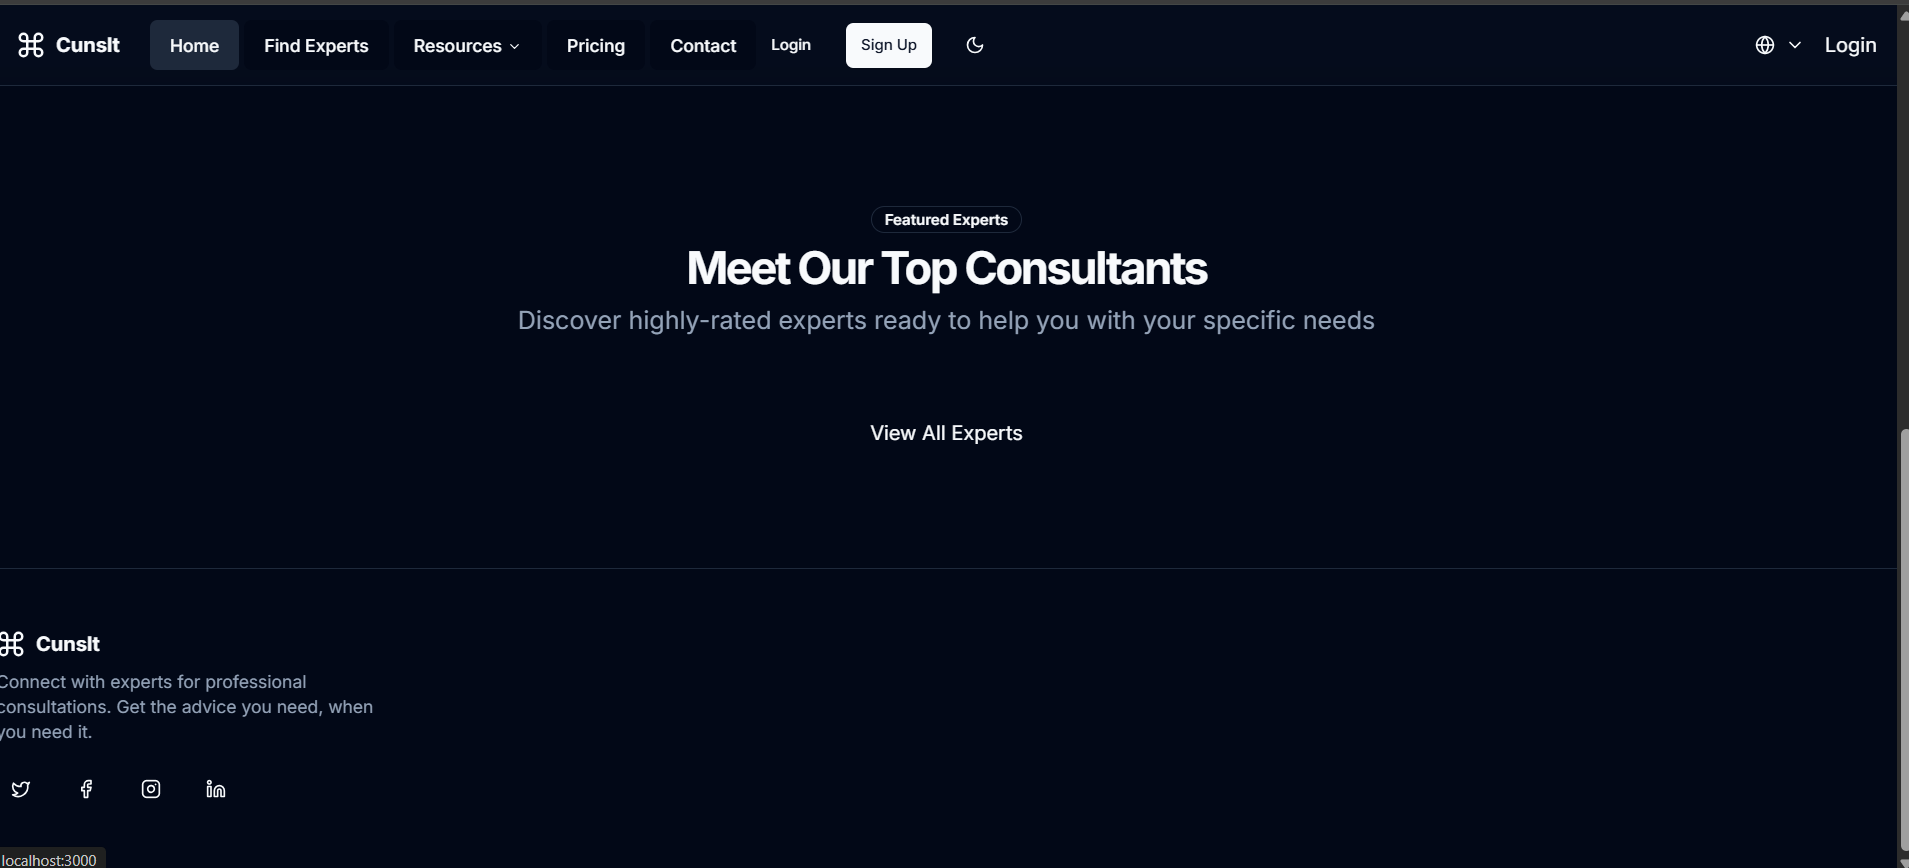 Cunslt
Home
Find Experts
Resources
Pricing
Contact
Login
Sign Up
Login
Featured Experts
Meet Our Top Consultants
Discover highly-rated experts ready to help you with your specific needs
View All Experts
Cunslt
Connect with experts for professional
consultations. Get the advice you need, when
you need it.
localhost:3000